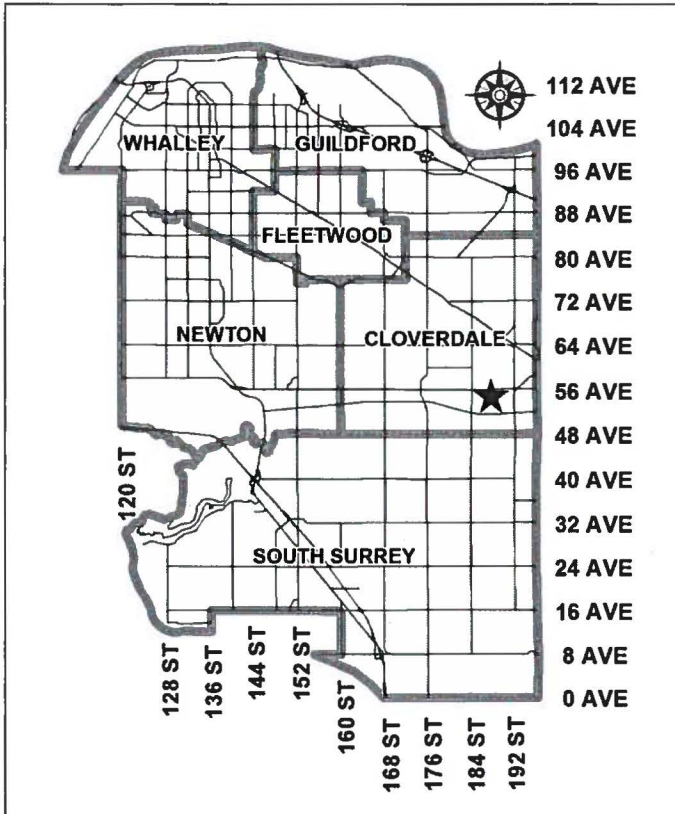 112 AVE
104 AVE
WHALLEY GUILDFORD
96 AVE
88 AVE
FLEETWOOD
80 AVE
72 AVE
NEWTON CLOVERDALE
64 AVE
56 AVE
48 AVE
120 ST
40 AVE
32 AVE
SOUTH SURREY
24 AVE
16 AVE
8 AVE
0 AVE
128 ST
136 ST
144 ST
152 ST
160 ST
168 ST
176 ST
184 ST
192 ST